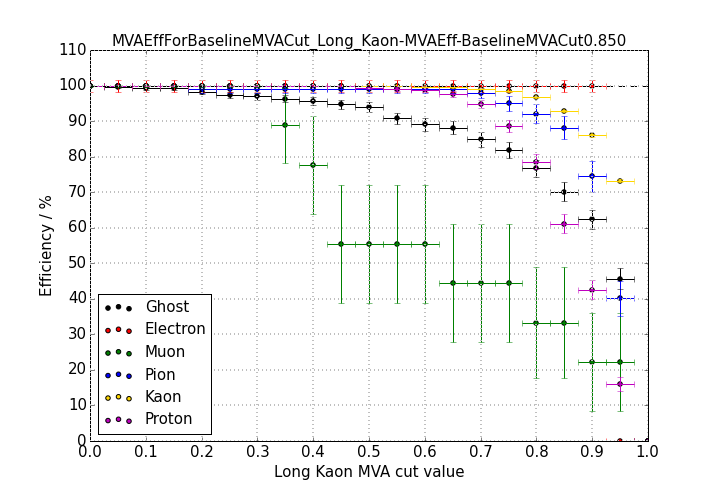 MVAEffForBaselineMVACut_Long_Kaon-MVAEff-BaselineMVACut0.850
110
100
90
80
70
60
50
40
30
20
10
0
Efficiency / %
Ghost
Electron
Muon
Pion
Kaon
Proton
0.0 0.1 0.2 0.3 0.4 0.5 0.6 0.7 0.8 0.9 1.0
Long Kaon MVA cut value